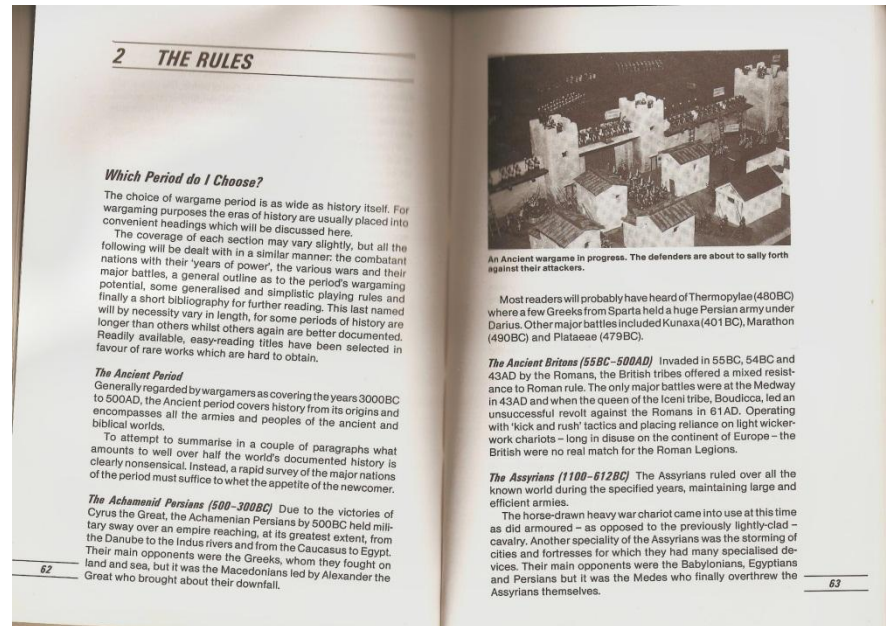 2 THE RULES
Which Period do I Choose?
The choice of wargame period is as wide as history itself. For
wargaming purposes the eras of history are usually placed into
convenient headings which will be discussed here.
The coverage of each section may vary slightly, but all the
following will be dealt with in a similar manner: the combatant
nations with their 'years of power', the various wars and their
major battles, a general outline as to the period's wargaming
potential, some generalised and simplistic playing rules and
finally a short bibliography for further reading. This last named
will by necessity vary in length, for some periods of history are
longer than others whilst others again are better documented.
Readily available, easy-reading titles have been selected in
favour of rare works which are hard to obtain.
The Ancient Period
Generally regarded by wargamers as covering the years 3000BC
to 500AD, the Ancient period covers history from its origins and
encompasses all the armies and peoples of the ancient and
biblical worlds.
To attempt to summarise in a couple of paragraphs what
amounts to well over half the world's documented history is
clearly nonsensical. Instead, a rapid survey of the major nations
of the period must suffice to whet the appetite of the newcomer.
The Achamenid Persians (500–300BC) Due to the victories of
Cyrus the Great, the Achamenian Persians by 500BC held mili-
tary sway over an empire reaching, at its greatest extent, from
the Danube to the Indus rivers and from the Caucasus to Egypt.
Their main opponents were the Greeks, whom they fought on
land and sea, but it was the Macedonians led by Alexander the
Great who brought about their downfall.
62
An Ancient wargame in progress. The defenders are about to sally forth
against their attackers.
Most readers will probably have heard of Thermopylae (480BC)
where a few Greeks from Sparta held a huge Persian army under
Darius. Other major battles included Kunaxa (401 BC), Marathon
(490BC) and Plataeae (479BC).
The Ancient Britons (55BC–500AD) Invaded in 55BC, 54BC and
43AD by the Romans, the British tribes offered a mixed resist-
ance to Roman rule. The only major battles were at the Medway
in 43AD and when the queen of the Iceni tribe, Boudicca, led an
unsuccessful revolt against the Romans in 61AD. Operating
with 'kick and rush' tactics and placing reliance on light wicker-
work chariots – long in disuse on the continent of Europe – the
British were no real match for the Roman Legions.
The Assyrians (1100–612BC) The Assyrians ruled over all the
known world during the specified years, maintaining large and
efficient armies.
The horse-drawn heavy war chariot came into use at this time
as did armoured – as opposed to the previously lightly-clad –
cavalry. Another speciality of the Assyrians was the storming of
cities and fortresses for which they had many specialised de-
vices. Their main opponents were the Babylonians, Egyptians
and Persians but it was the Medes who finally overthrew the
Assyrians themselves.
63